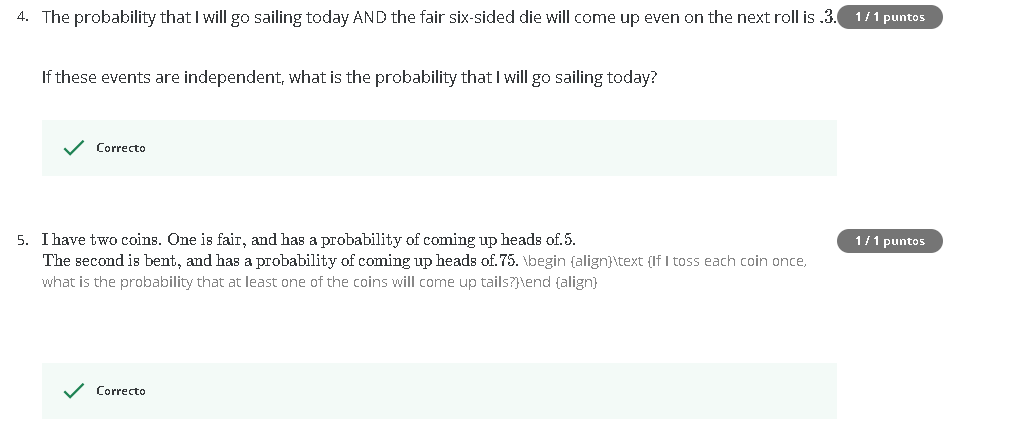 4. The probability that I will go sailing today AND the fair six-sided die will come up even on the next roll is .3. 1 / 1 puntos
If these events are independent, what is the probability that I will go sailing today?
Correcto
5. I have two coins. One is fair, and has a probability of coming up heads of.5. 1 / 1 puntos
The second is bent, and has a probability of coming up heads of.75. \begin {align}\text {If I toss each coin once,
what is the probability that at least one of the coins will come up tails?}\end {align}
Correcto